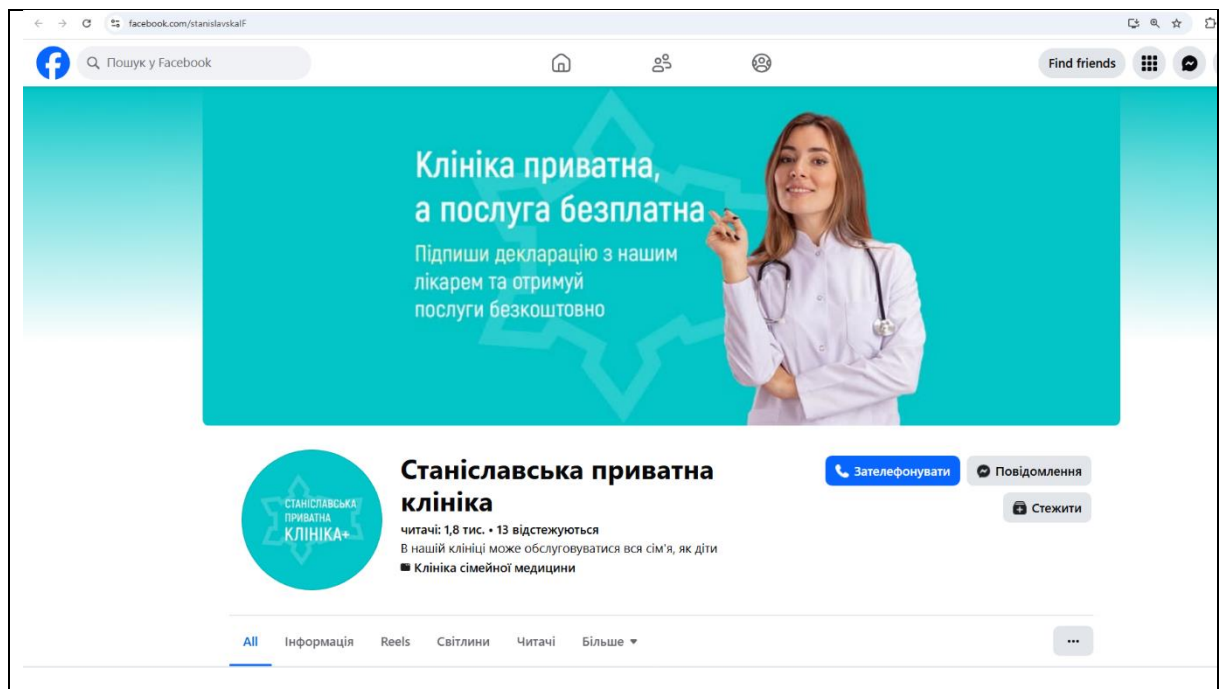 facebook.com/stanislavskaIF
Пошук у Facebook
Find friends
Клініка приватна,
а послуга безплатна
Підпиши декларацію з нашим
лікарем та отримуй
послуги безкоштовно
СТАНІСЛАВСЬКА
ПРИВАТНА
КЛІНІКА+
Станіславська приватна
клініка
читачі: 1,8 тис. • 13 відстежуються
В нашій клініці може обслуговуватися вся сім'я, як діти
Клініка сімейної медицини
Зателефонувати
Повідомлення
Стежити
All Інформація Reels Світлини Читачі Більше